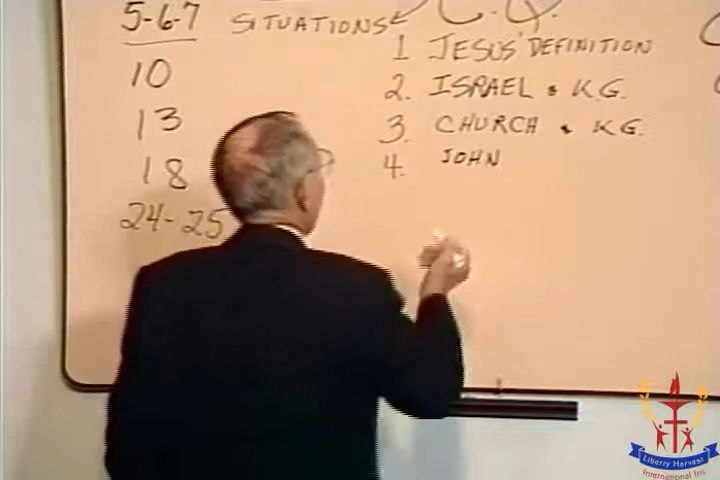 5-6-7
10
13
18
24-25
SITUATIONS
C.Q.
1 JESUS' DEFINITION
2. ISRAEL & K.G.
3. CHURCH & KG.
4. JOHN
Liberty Harvest
International Inc